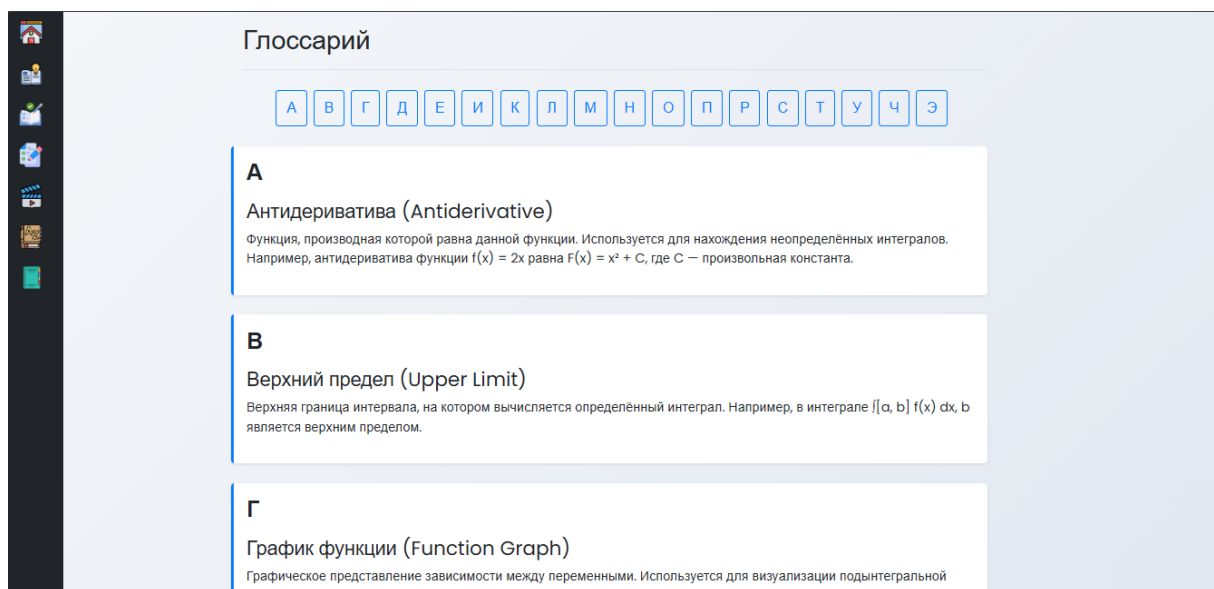 Глоссарий
А В Г Д Е И К Л М Н О П Р С Т У Ч Э
А
Антидериватива (Antiderivative)
Функция, производная которой равна данной функции. Используется для нахождения неопределённых интегралов.
Например, антидериватива функции f(x) = 2x равна F(x) = x² + C, где C — произвольная константа.
В
Верхний предел (Upper Limit)
Верхняя граница интервала, на котором вычисляется определённый интеграл. Например, в интеграле ∫[a, b] f(x) dx, b
является верхним пределом.
Г
График функции (Function Graph)
Графическое представление зависимости между переменными. Используется для визуализации подынтегральной